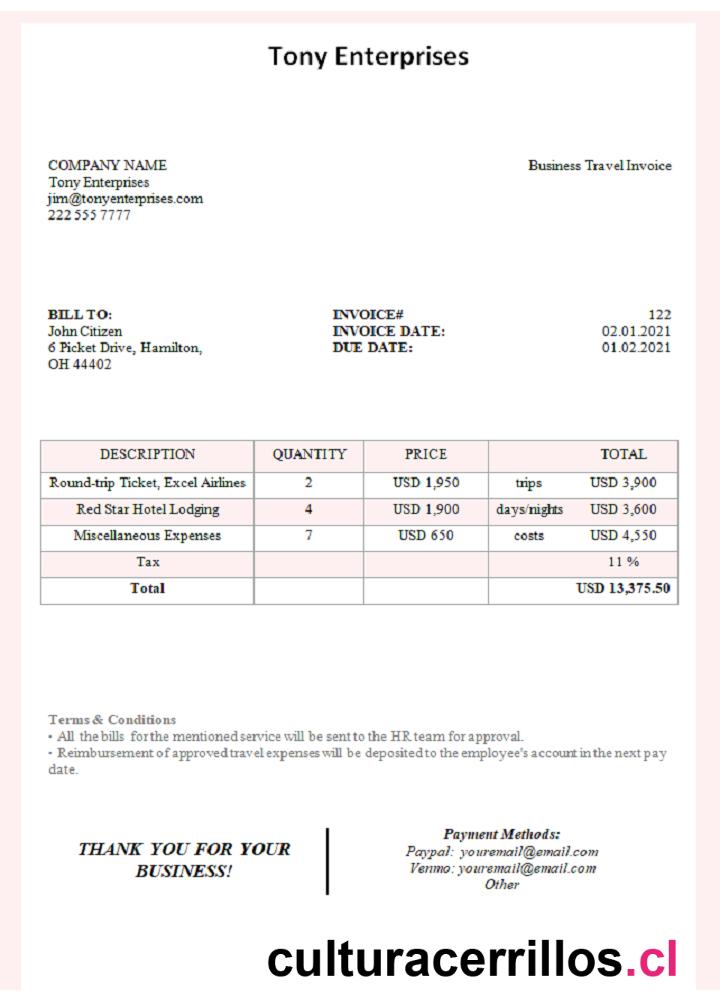 Tony Enterprises
COMPANY NAME
Tony Enterprises
jim@tonyenterprises.com
222 555 7777
Business Travel Invoice
BILL TO:
John Citizen
6 Picket Drive, Hamilton,
OH 44402
INVOICE# 122
INVOICE DATE: 02.01.2021
DUE DATE: 01.02.2021
DESCRIPTION QUANTITY PRICE TOTAL
Round-trip Ticket, Excel Airlines 2 USD 1,950 trips USD 3,900
Red Star Hotel Lodging 4 USD 1,900 days/nights USD 3,600
Miscellaneous Expenses 7 USD 650 costs USD 4,550
Tax 11 %
Total USD 13,375.50
Terms & Conditions
• All the bills for the mentioned service will be sent to the HR team for approval.
• Reimbursement of approved travel expenses will be deposited to the employee's account in the next pay
date.
THANK YOU FOR YOUR
BUSINESS!
Payment Methods:
Paypal: youremail@email.com
Venmo: youremail@email.com
Other
culturacerrillos.cl